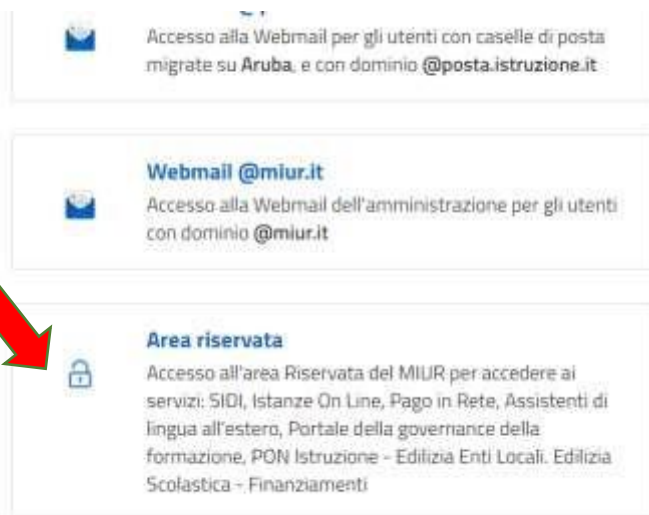 Accesso alla Webmail per gli utenti con caselle di posta
migrate su Aruba, e con dominio @posta.istruzione.it
Webmail @miur.it
Accesso alla Webmail dell'amministrazione per gli utenti
con dominio @miur.it
Area riservata
Accesso all'area Riservata del MIUR per accedere ai
servizi: SIDI, Istanze On Line, Pago in Rete, Assistenti di
lingua all'estero, Portale della governance della
formazione, PON Istruzione - Edilizia Enti Locali. Edilizia
Scolastica - Finanziamenti